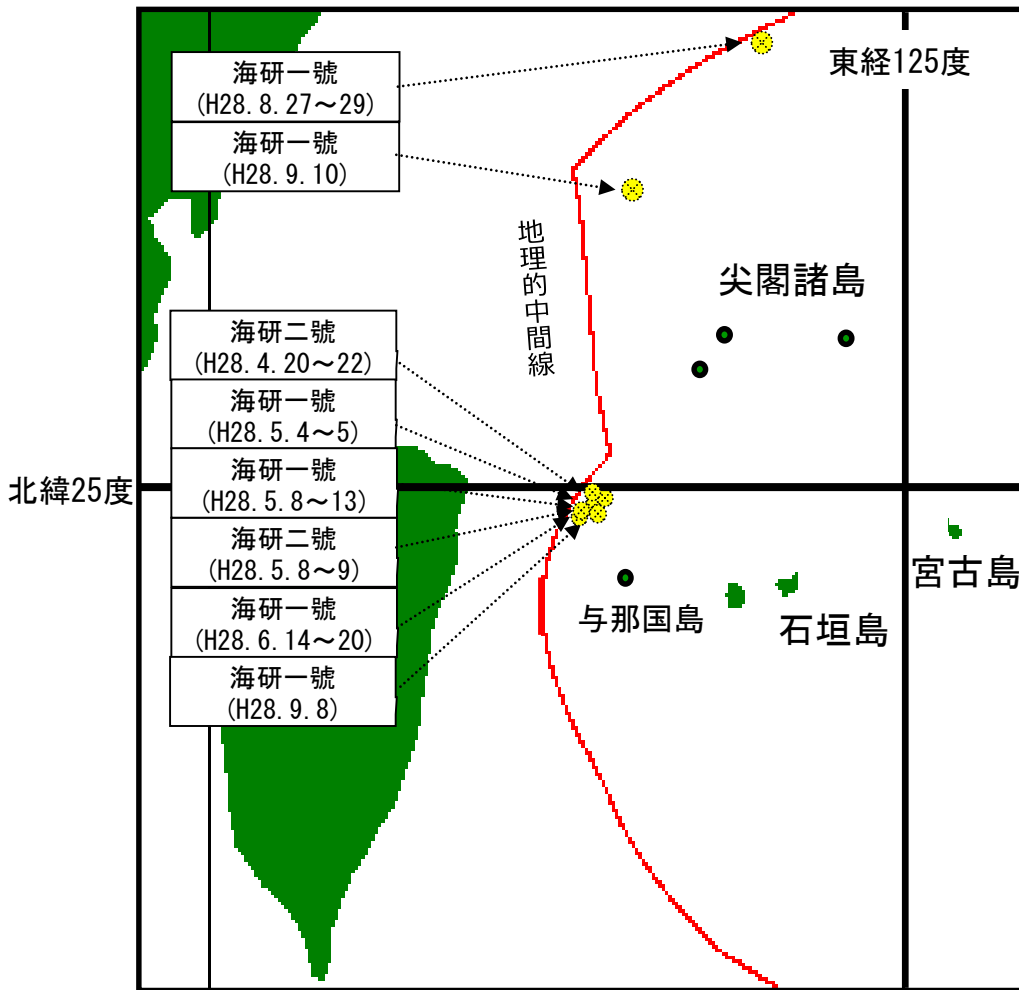 海研一號
(H28.8.27～29)
東経125度
海研一號
(H28.9.10)
地理的中間線
尖閣諸島
海研二號
(H28.4.20～22)
海研一號
(H28.5.4～5)
海研一號
(H28.5.8～13)
北緯25度
海研二號
(H28.5.8～9)
宮古島
海研一號
(H28.6.14～20)
与那国島
石垣島
海研一號
(H28.9.8)